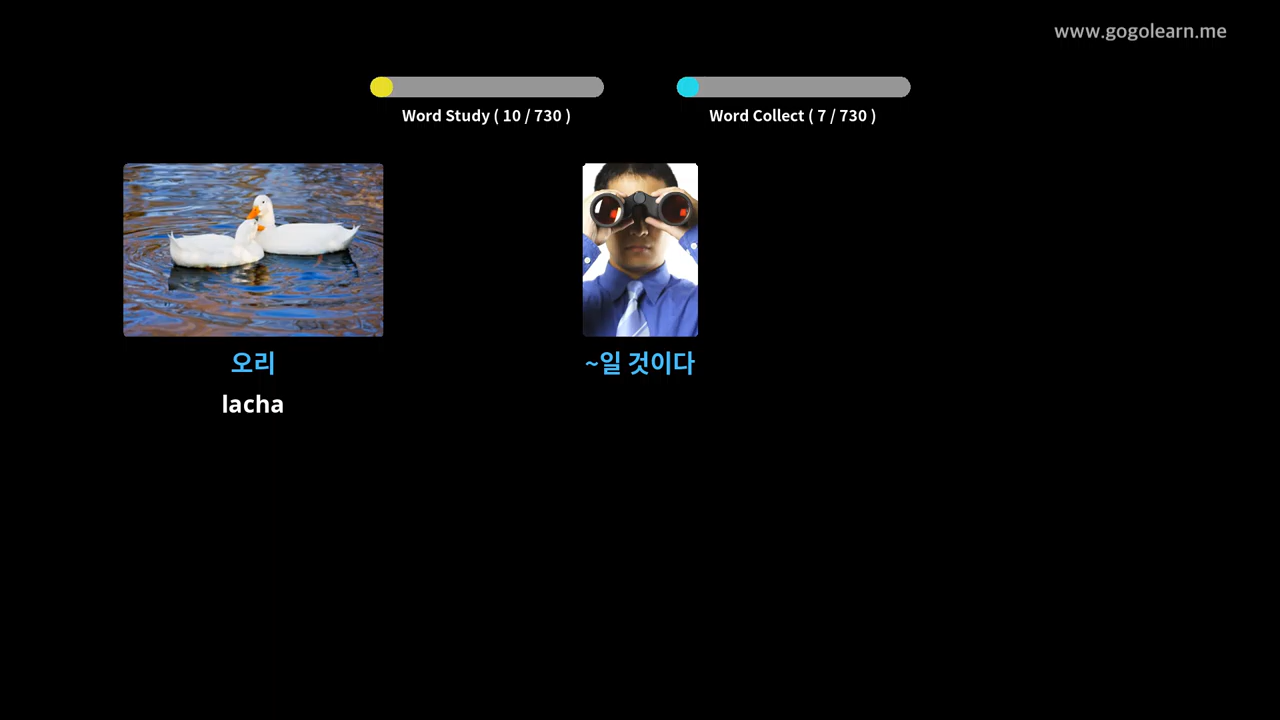 www.gogolearn.me
Word Study ( 10 / 730 )
Word Collect ( 7 / 730 )
오리
~일 것이다
lacha